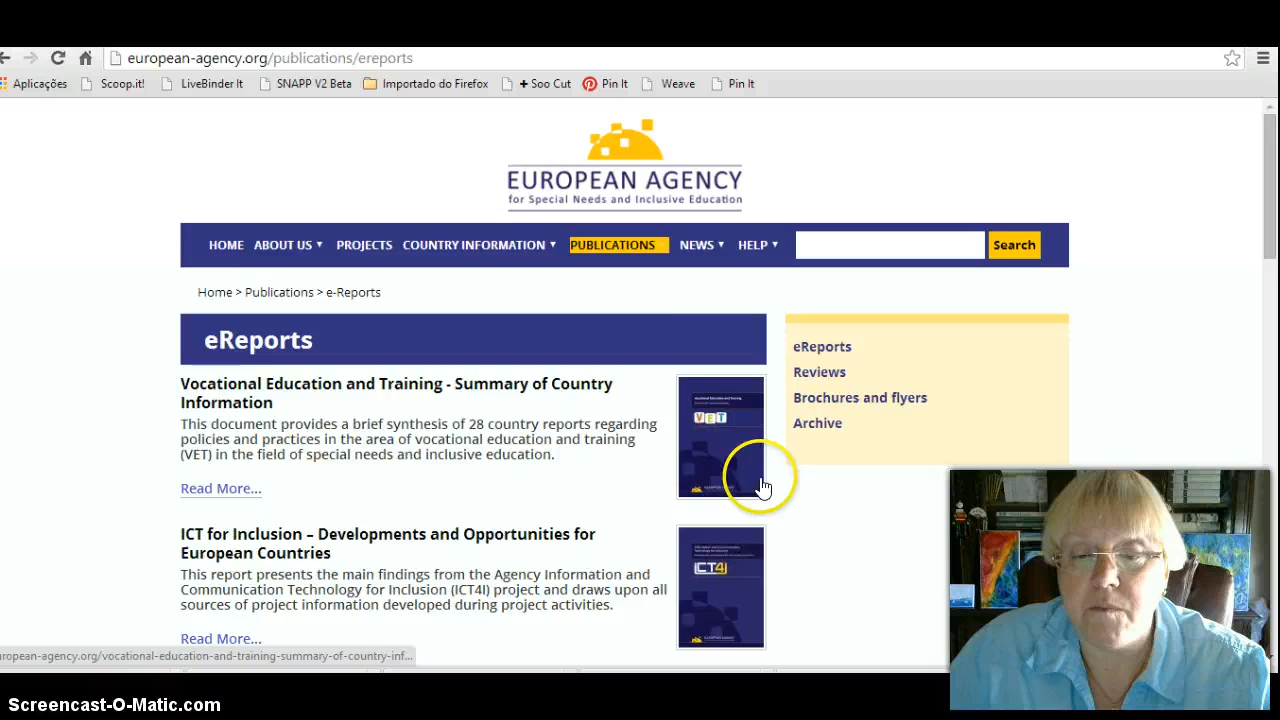 european-agency.org/publications/ereports
Aplicações Scoop.it! LiveBinder It SNAPP V2 Beta Importado do Firefox + Soo Cut Pin It Weave Pin It
EUROPEAN AGENCY
for Special Needs and Inclusive Education
HOME ABOUT US PROJECTS COUNTRY INFORMATION PUBLICATIONS NEWS HELP Search
Home > Publications > e-Reports
eReports
Vocational Education and Training - Summary of Country
Information
This document provides a brief synthesis of 28 country reports regarding
policies and practices in the area of vocational education and training
(VET) in the field of special needs and inclusive education.
Read More...
VET
ICT for Inclusion – Developments and Opportunities for
European Countries
This report presents the main findings from the Agency Information and
Communication Technology for Inclusion (ICT4I) project and draws upon all
sources of project information developed during project activities.
Read More...
ICT4I
eReports
Reviews
Brochures and flyers
Archive
ropean-agency.org/vocational-education-and-training-summary-of-country-inf...
Screencast-O-Matic.com